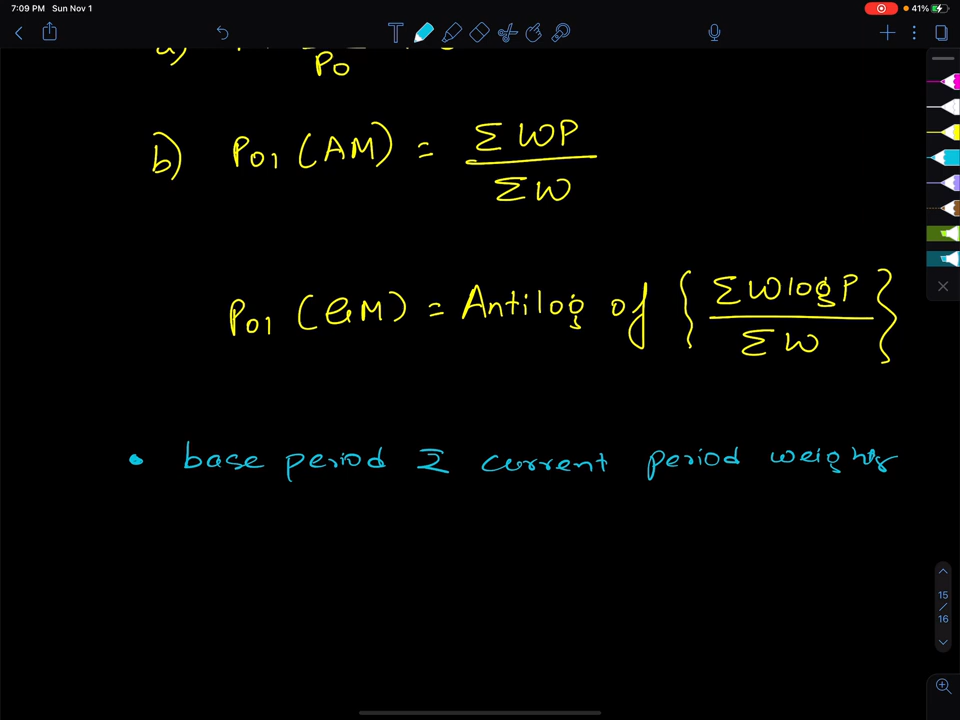 7:09 PM Sun Nov 1 41%
P0
b) P01 (AM) = ΣWP / ΣW
P01 (GM) = Antilog of { ΣWlogP / ΣW }
• base period & current period weights
15
/
16